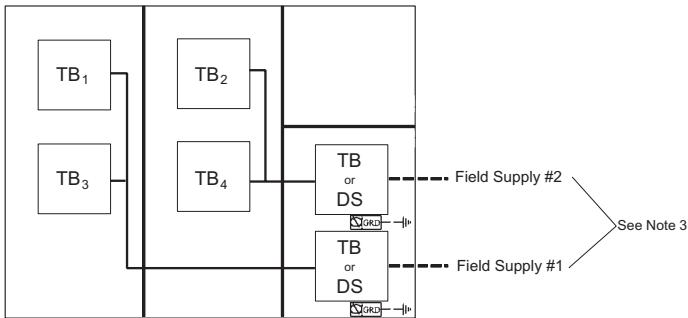 TB1
TB2
TB3
TB4
TB
or
DS
Field Supply #2
GRD
See Note 3
TB
or
DS
Field Supply #1
GRD